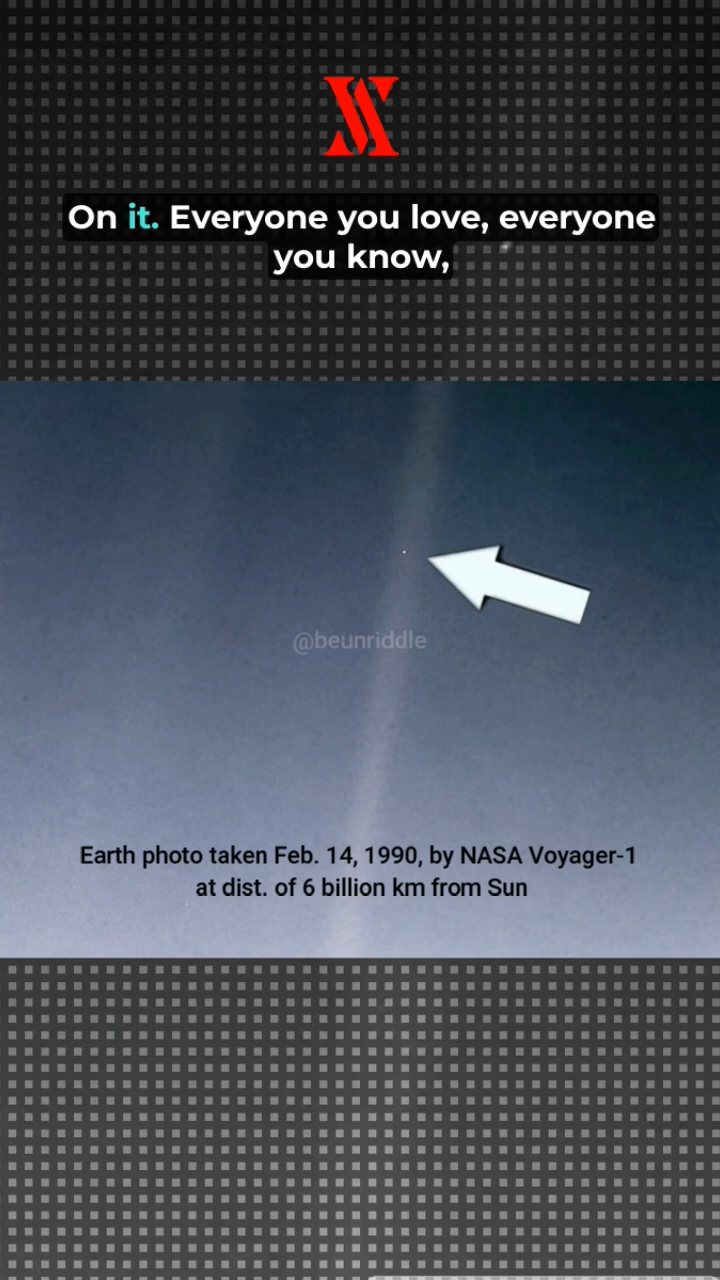 On it. Everyone you love, everyone
you know,
@beunriddle
Earth photo taken Feb. 14, 1990, by NASA Voyager-1
at dist. of 6 billion km from Sun